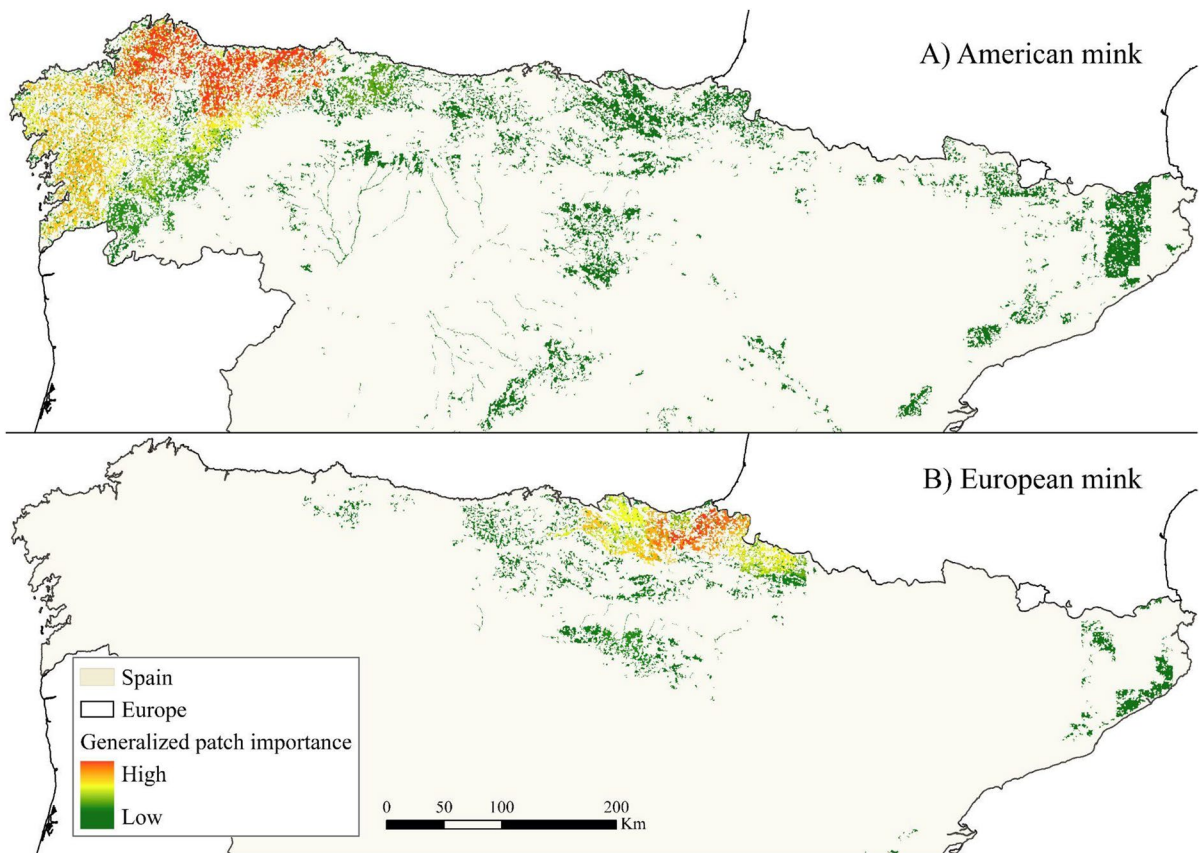 A) American mink
B) European mink
Spain
Europe
Generalized patch importance
High
Low
0 50 100 200
Km